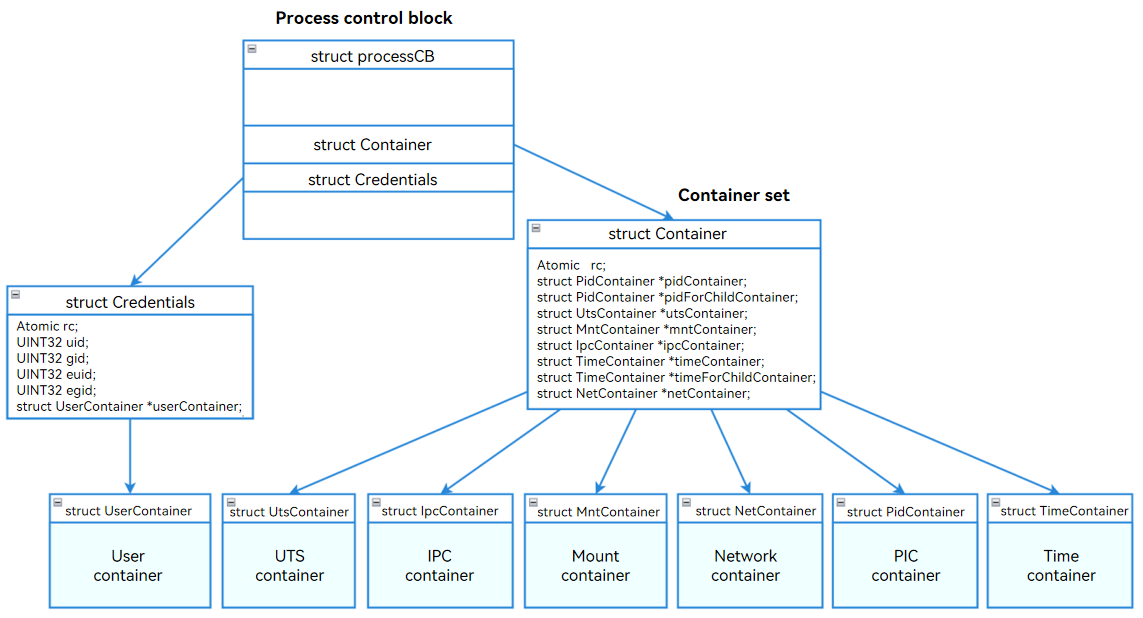 Process control block
struct processCB
struct Container
struct Credentials
Container set
struct Container
Atomic rc;
struct PidContainer *pidContainer;
struct PidContainer *pidForChildContainer;
struct UtsContainer *utsContainer;
struct MntContainer *mntContainer;
struct IpcContainer *ipcContainer;
struct TimeContainer *timeContainer;
struct TimeContainer *timeForChildContainer;
struct NetContainer *netContainer;
struct Credentials
Atomic rc;
UINT32 uid;
UINT32 gid;
UINT32 euid;
UINT32 egid;
struct UserContainer *userContainer;
struct UserContainer
User
container
struct UtsContainer
UTS
container
struct IpcContainer
IPC
container
struct MntContainer
Mount
container
struct NetContainer
Network
container
struct PidContainer
PIC
container
struct TimeContainer
Time
container